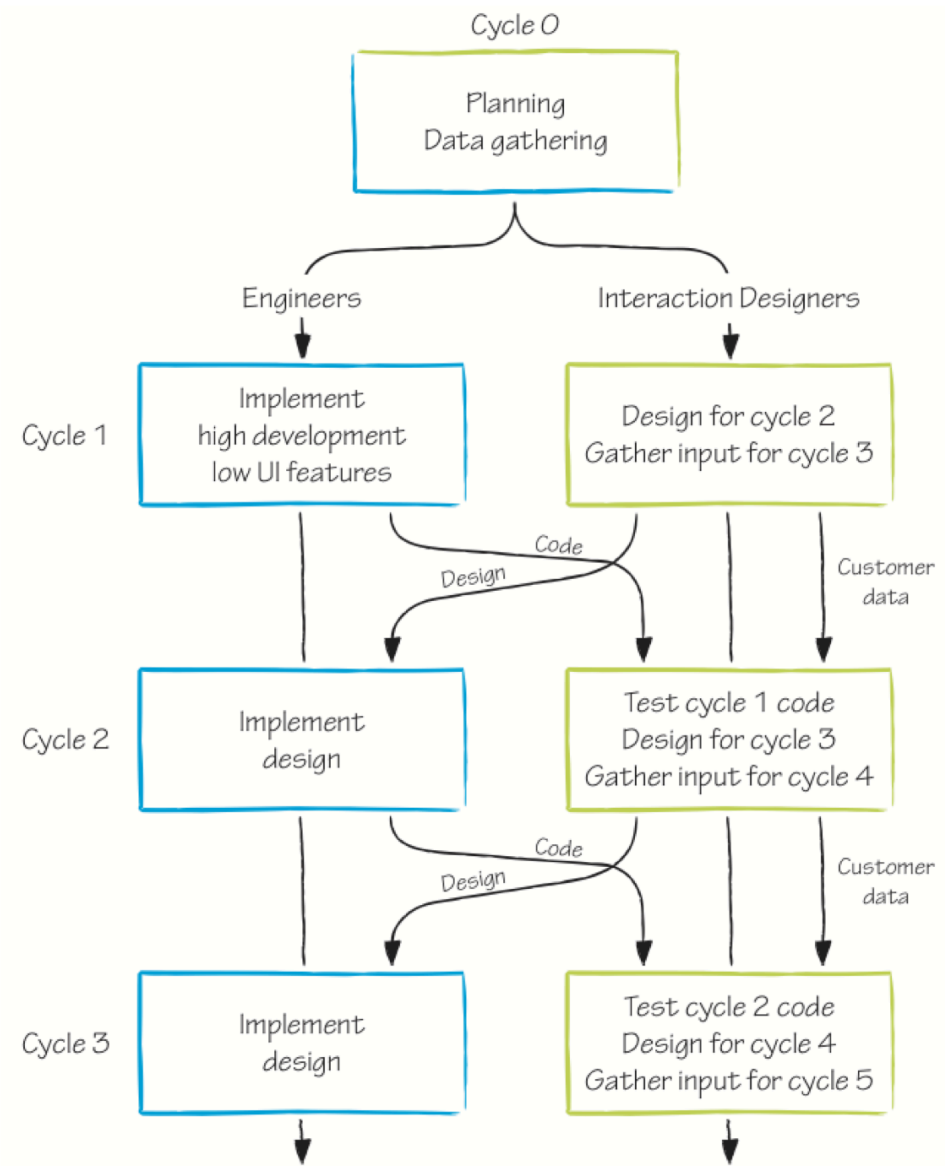 Cycle 0
Planning
Data gathering
Engineers
Interaction Designers
Cycle 1
Implement
high development
low UI features
Design for cycle 2
Gather input for cycle 3
Code
Design
Customer
data
Cycle 2
Implement
design
Test cycle 1 code
Design for cycle 3
Gather input for cycle 4
Code
Design
Customer
data
Cycle 3
Implement
design
Test cycle 2 code
Design for cycle 4
Gather input for cycle 5